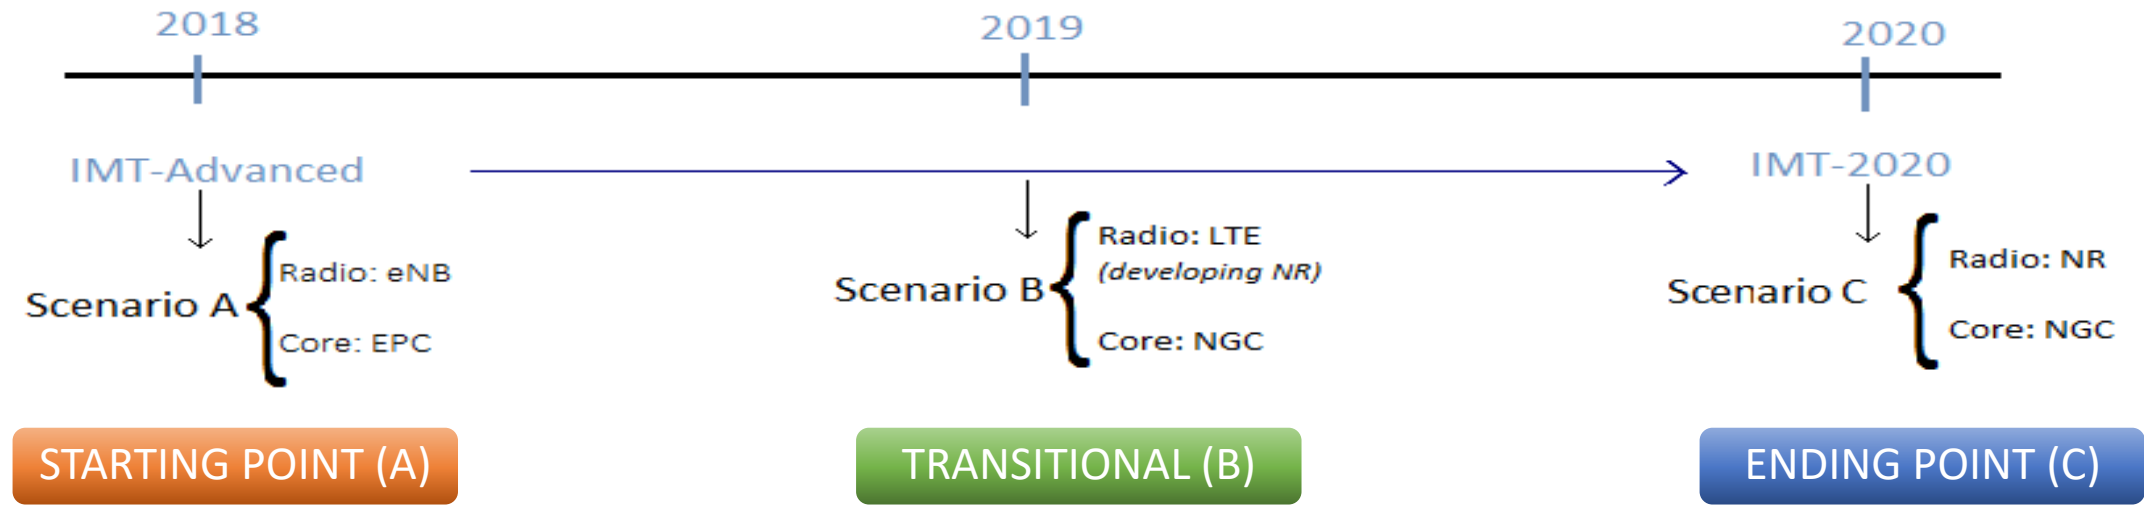 2018
2019
2020
IMT-Advanced
IMT-2020
Scenario A
Radio: eNB
Core: EPC
Scenario B
Radio: LTE
(developing NR)
Core: NGC
Scenario C
Radio: NR
Core: NGC
STARTING POINT (A)
TRANSITIONAL (B)
ENDING POINT (C)